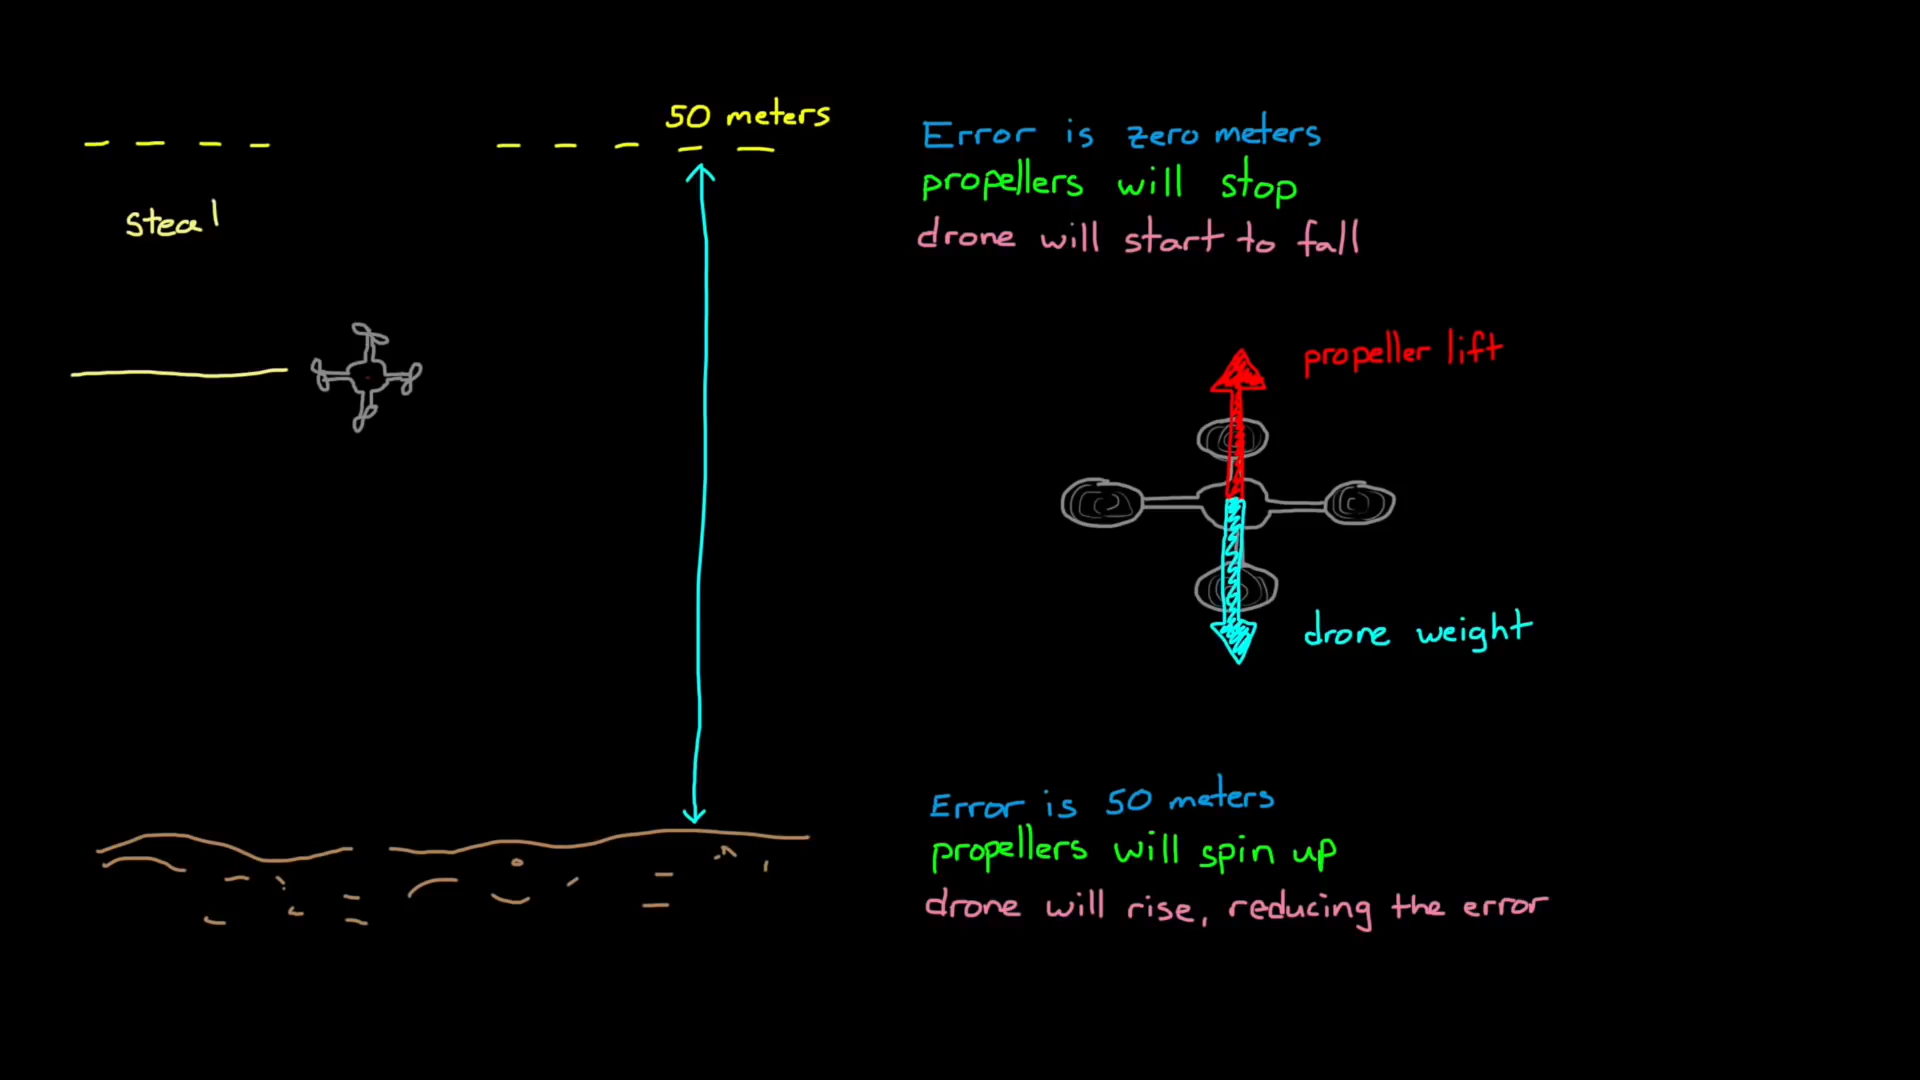 50 meters
steal
Error is zero meters
propellers will stop
drone will start to fall
propeller lift
drone weight
Error is 50 meters
propellers will spin up
drone will rise, reducing the error